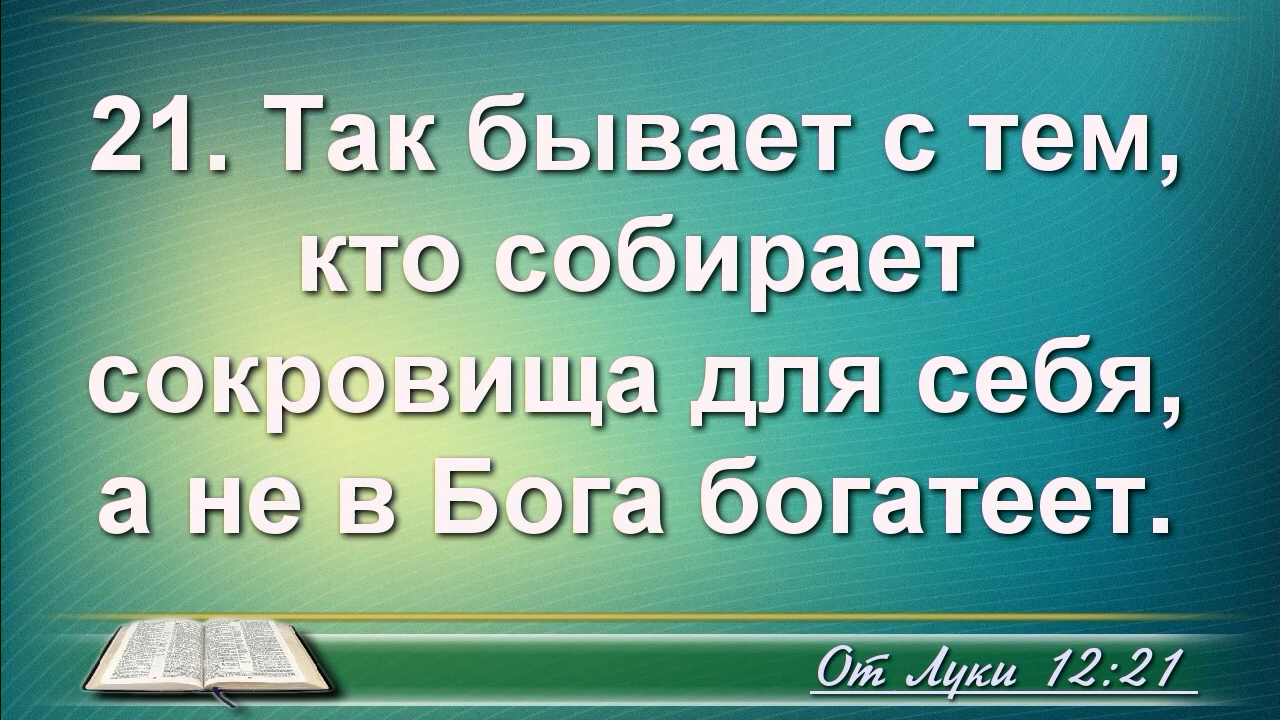 21. Так бывает с тем,
кто собирает
сокровища для себя,
а не в Бога богатеет.
От Луки 12:21